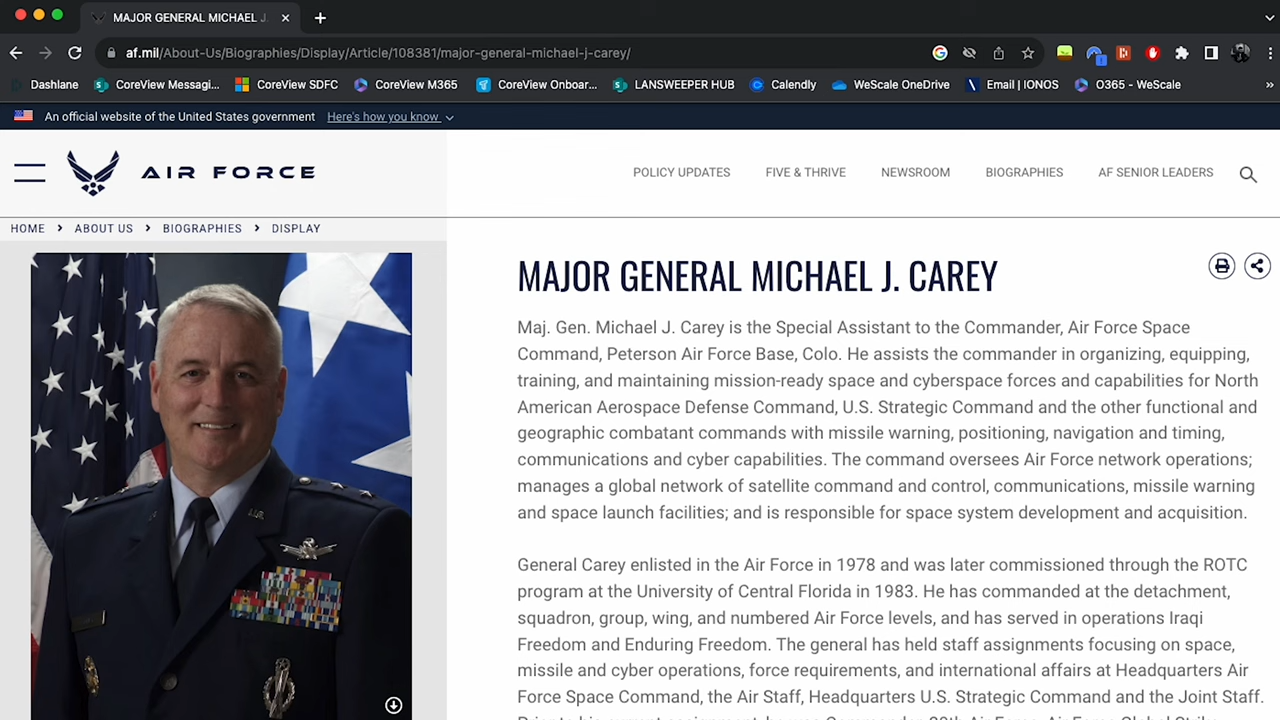 MAJOR GENERAL MICHAEL J.
af.mil/About-Us/Biographies/Display/Article/108381/major-general-michael-j-carey/
Dashlane CoreView Messagi... CoreView SDFC CoreView M365 CoreView Onboar... LANSWEEPER HUB Calendly WeScale OneDrive Email | IONOS O365 - WeScale
An official website of the United States government Here's how you know
AIR FORCE
POLICY UPDATES FIVE & THRIVE NEWSROOM BIOGRAPHIES AF SENIOR LEADERS
HOME > ABOUT US > BIOGRAPHIES > DISPLAY
MAJOR GENERAL MICHAEL J. CAREY
Maj. Gen. Michael J. Carey is the Special Assistant to the Commander, Air Force Space
Command, Peterson Air Force Base, Colo. He assists the commander in organizing, equipping,
training, and maintaining mission-ready space and cyberspace forces and capabilities for North
American Aerospace Defense Command, U.S. Strategic Command and the other functional and
geographic combatant commands with missile warning, positioning, navigation and timing,
communications and cyber capabilities. The command oversees Air Force network operations;
manages a global network of satellite command and control, communications, missile warning
and space launch facilities; and is responsible for space system development and acquisition.
General Carey enlisted in the Air Force in 1978 and was later commissioned through the ROTC
program at the University of Central Florida in 1983. He has commanded at the detachment,
squadron, group, wing, and numbered Air Force levels, and has served in operations Iraqi
Freedom and Enduring Freedom. The general has held staff assignments focusing on space,
missile and cyber operations, force requirements, and international affairs at Headquarters Air
Force Space Command, the Air Staff, Headquarters U.S. Strategic Command and the Joint Staff.